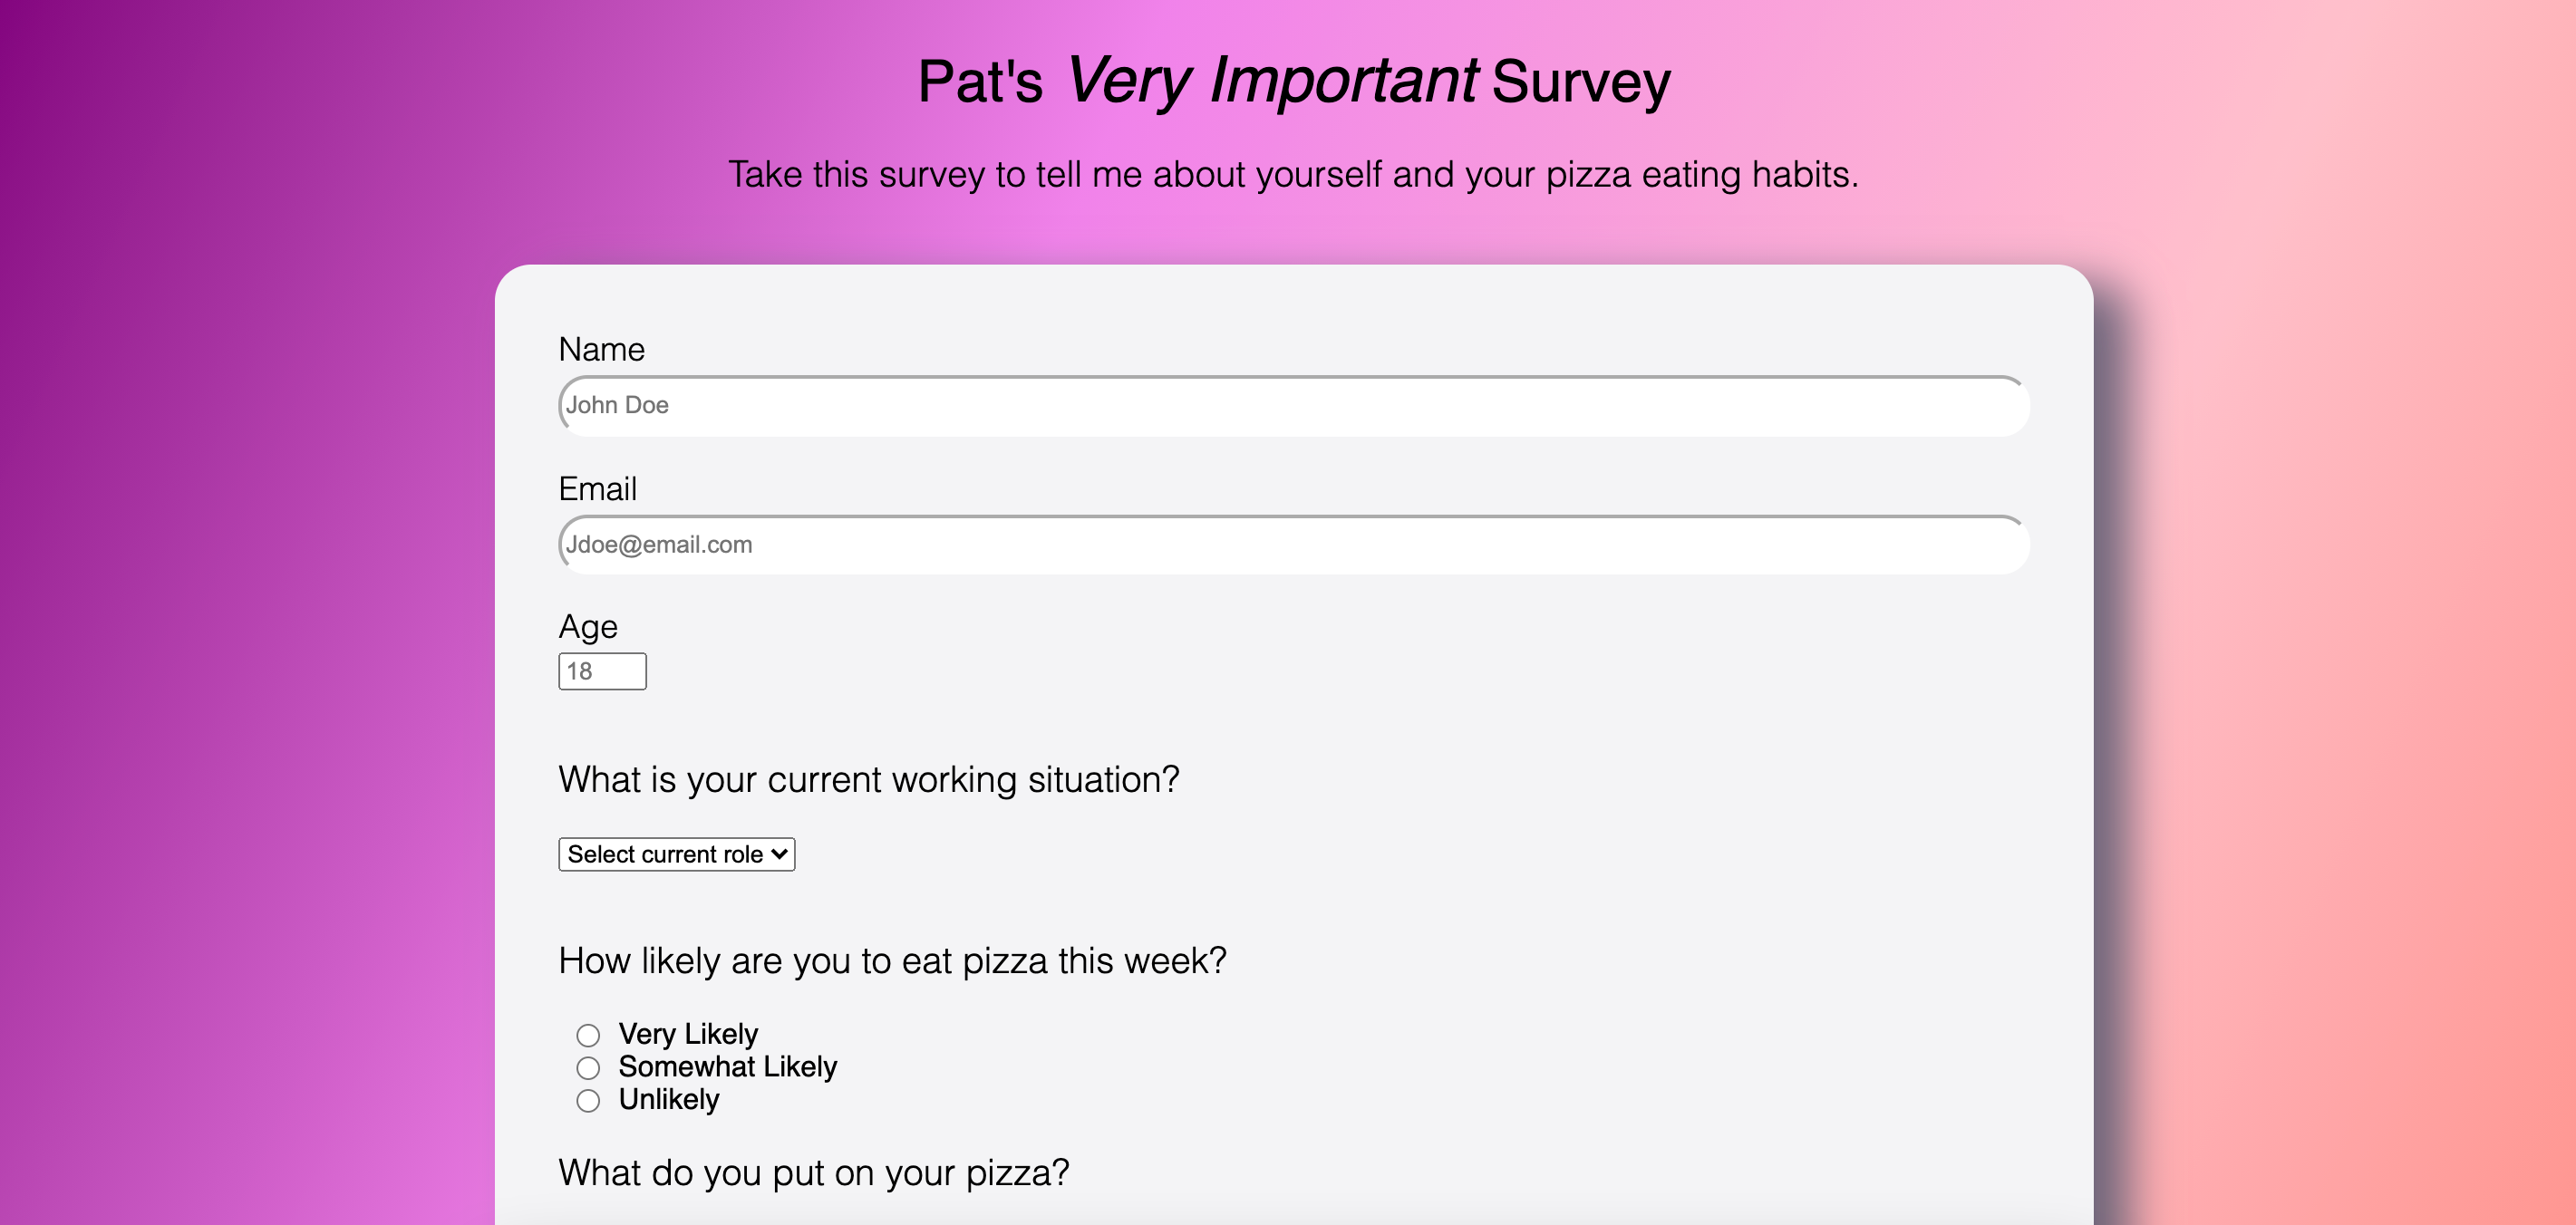 Pat's Very Important Survey
Take this survey to tell me about yourself and your pizza eating habits.
Name
John Doe
Email
Jdoe@email.com
Age
18
What is your current working situation?
Select current role
How likely are you to eat pizza this week?
Very Likely
Somewhat Likely
Unlikely
What do you put on your pizza?